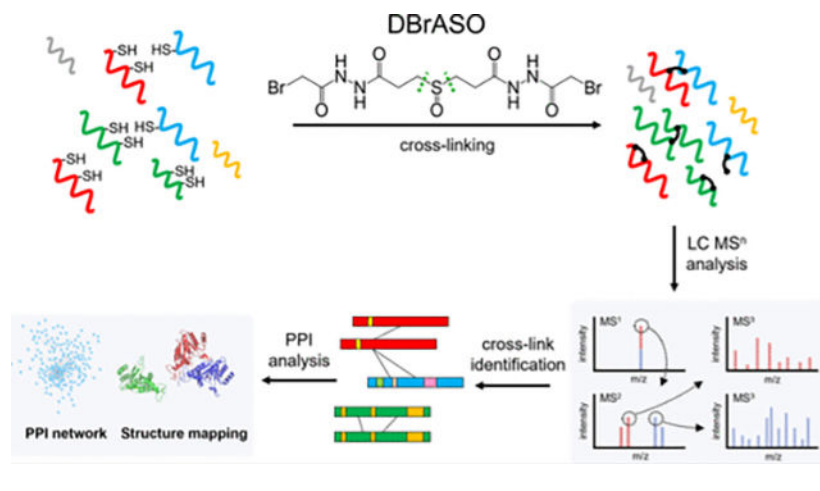 DBrASO
SH
HS
SH
Br
O
H
N
N
H
O
S
O
O
H
N
N
H
O
Br
SH
HS
SH
SH
SH
SH
SH
cross-linking
LC MSⁿ
analysis
MS¹
intensity
m/z
MS³
intensity
m/z
MS²
intensity
m/z
MS³
intensity
m/z
cross-link
identification
PPI
analysis
PPI network
Structure mapping